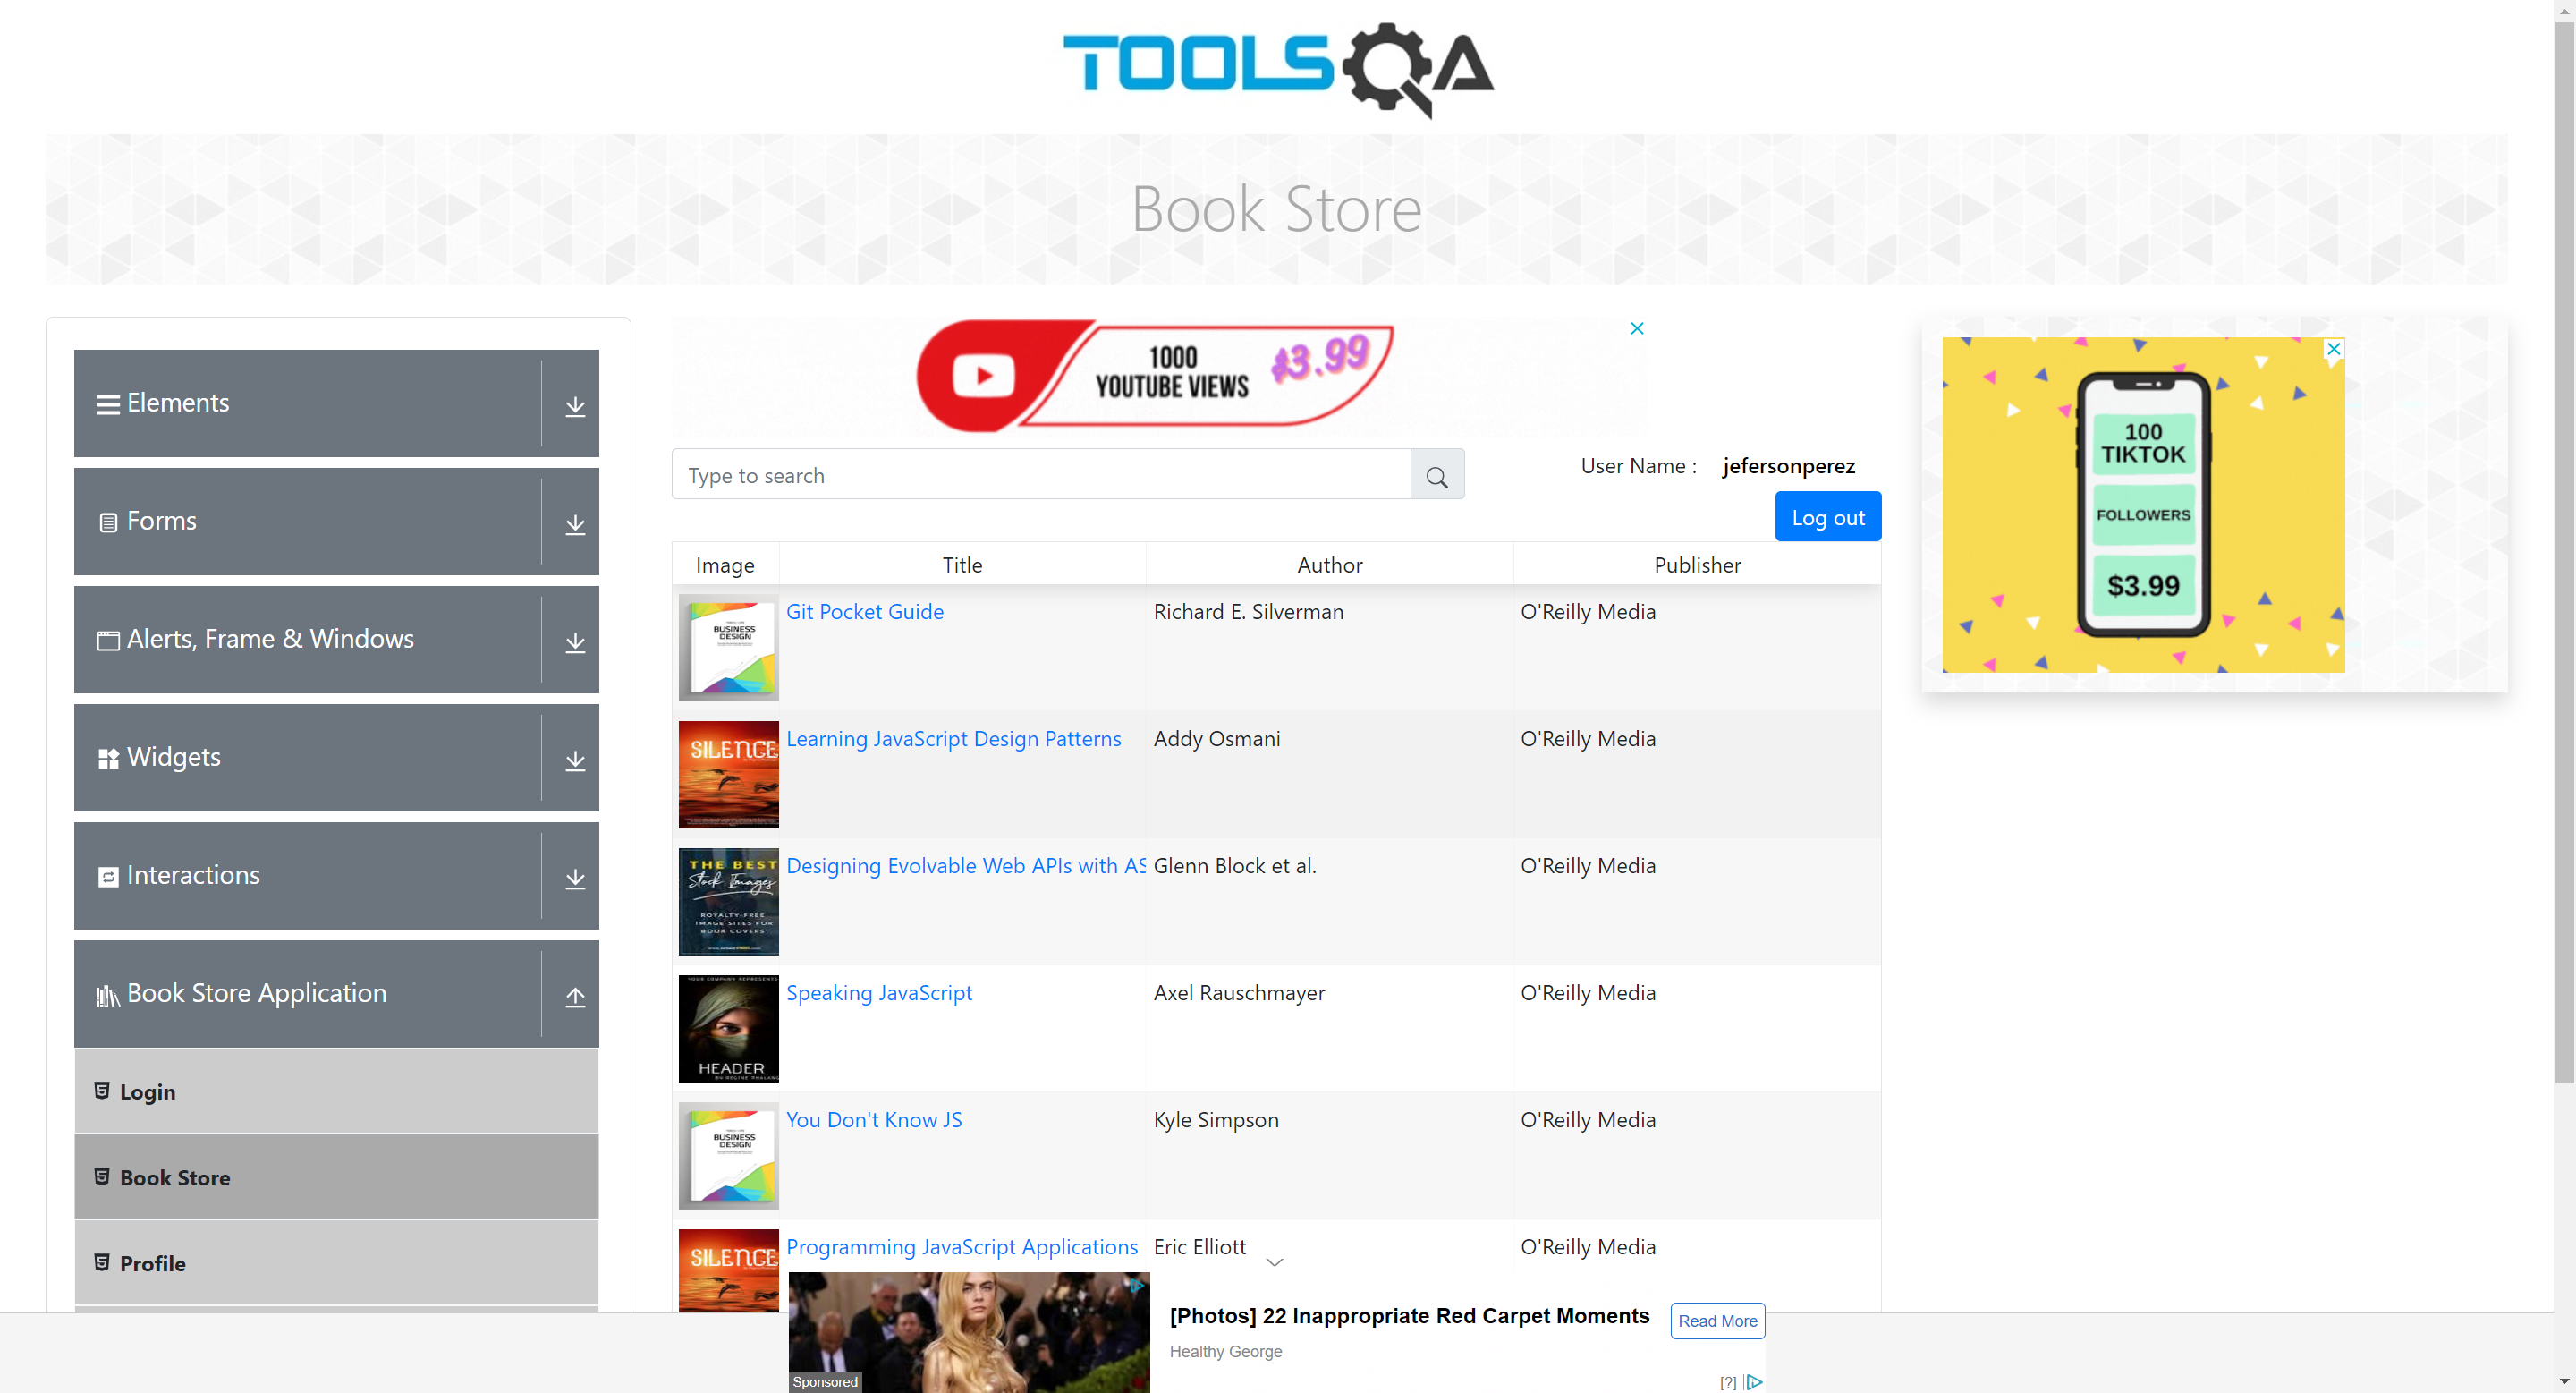 TOOLSQA
Book Store
Elements
Forms
Alerts, Frame & Windows
Widgets
Interactions
Book Store Application
Login
Book Store
Profile
1000
YOUTUBE VIEWS
$3.99
Type to search
User Name : jefersonperez
Log out
Image Title Author Publisher
BUSINESS
DESIGN
Git Pocket Guide Richard E. Silverman O'Reilly Media
SILENCE
Learning JavaScript Design Patterns Addy Osmani O'Reilly Media
THE BEST
Stock Images
ROYALTY-FREE
IMAGE SITES FOR
BOOK COVERS
Designing Evolvable Web APIs with AS Glenn Block et al. O'Reilly Media
HEADER
Speaking JavaScript Axel Rauschmayer O'Reilly Media
BUSINESS
DESIGN
You Don't Know JS Kyle Simpson O'Reilly Media
SILENCE
Programming JavaScript Applications Eric Elliott O'Reilly Media
100
TIKTOK
FOLLOWERS
$3.99
Sponsored
[Photos] 22 Inappropriate Red Carpet Moments
Healthy George
Read More
[?]